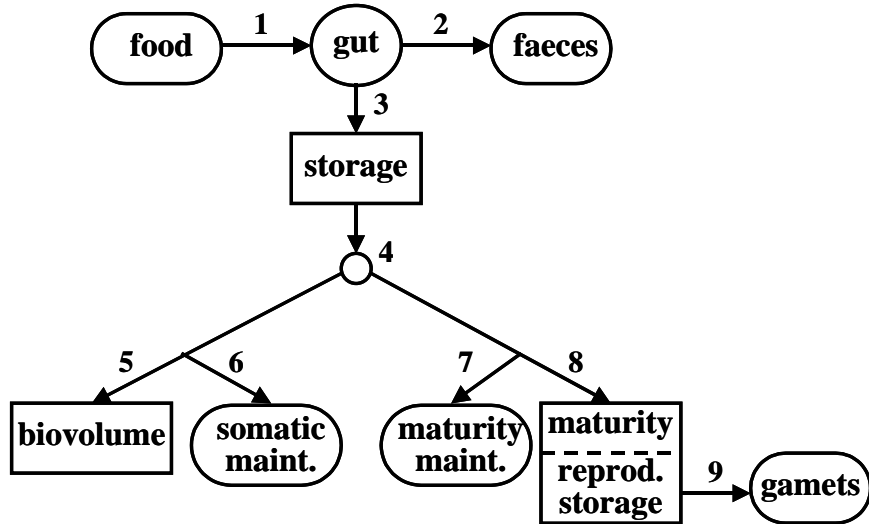 food
1
gut
2
faeces
3
storage
4
5
6
7
8
biovolume
somatic
maint.
maturity
maint.
maturity
reprod.
storage
9
gamets